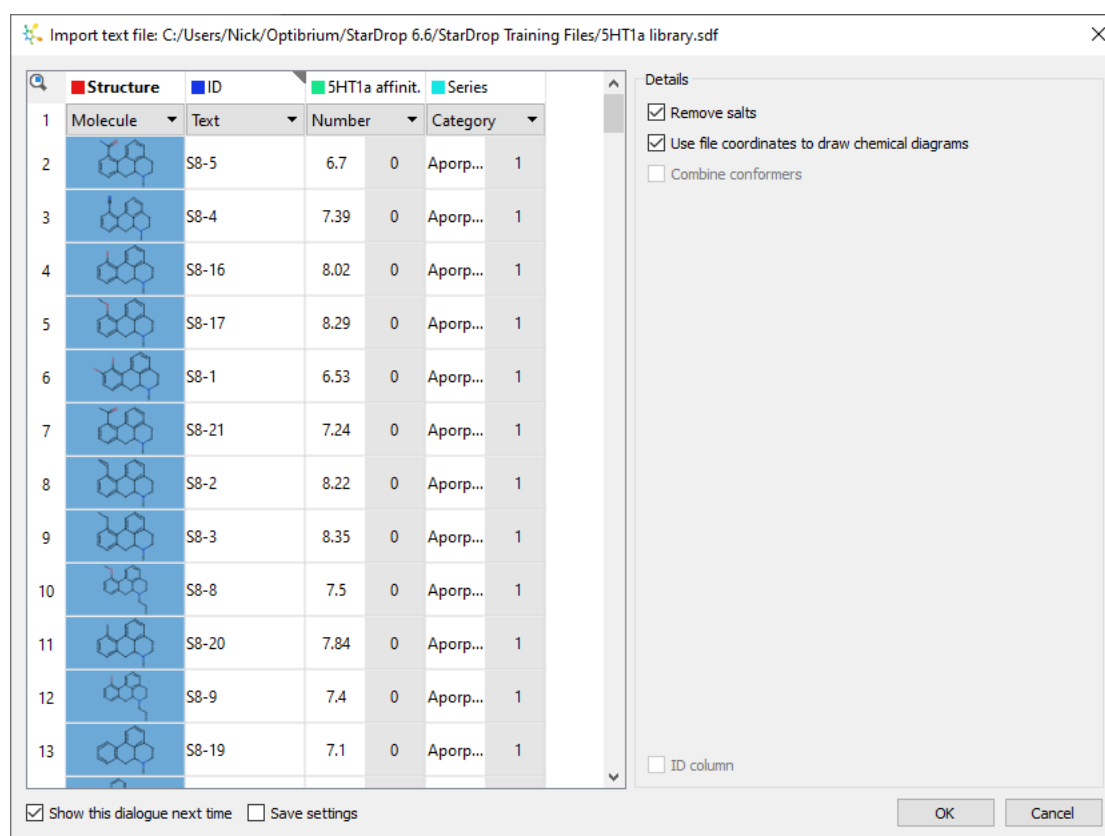 Import text file: C:/Users/Nick/Optibrium/StarDrop 6.6/StarDrop Training Files/5HT1a library.sdf
Structure ID 5HT1a affinit. Series
1 Molecule Text Number Category
2 S8-5 6.7 0 Aporp... 1
3 S8-4 7.39 0 Aporp... 1
4 S8-16 8.02 0 Aporp... 1
5 S8-17 8.29 0 Aporp... 1
6 S8-1 6.53 0 Aporp... 1
7 S8-21 7.24 0 Aporp... 1
8 S8-2 8.22 0 Aporp... 1
9 S8-3 8.35 0 Aporp... 1
10 S8-8 7.5 0 Aporp... 1
11 S8-20 7.84 0 Aporp... 1
12 S8-9 7.4 0 Aporp... 1
13 S8-19 7.1 0 Aporp... 1
Details
Remove salts
Use file coordinates to draw chemical diagrams
Combine conformers
ID column
Show this dialogue next time Save settings
OK Cancel